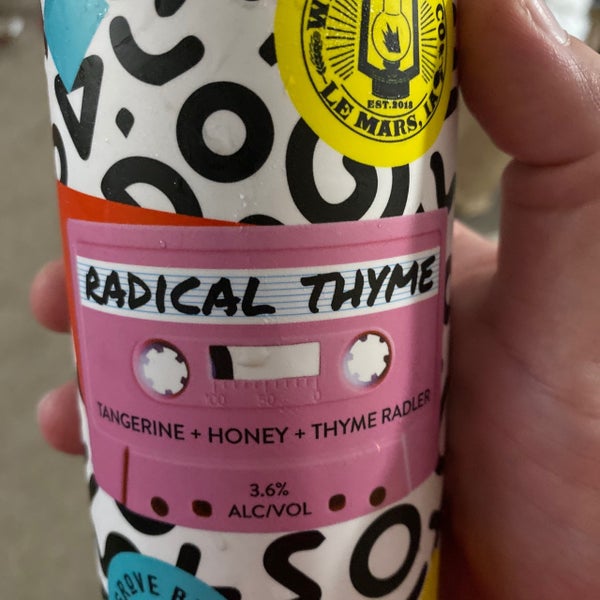 EST. 2018
LE MARS, IA
RADICAL THYME
100 50 0
TANGERINE + HONEY + THYME RADLER
3.6%
ALC/VOL